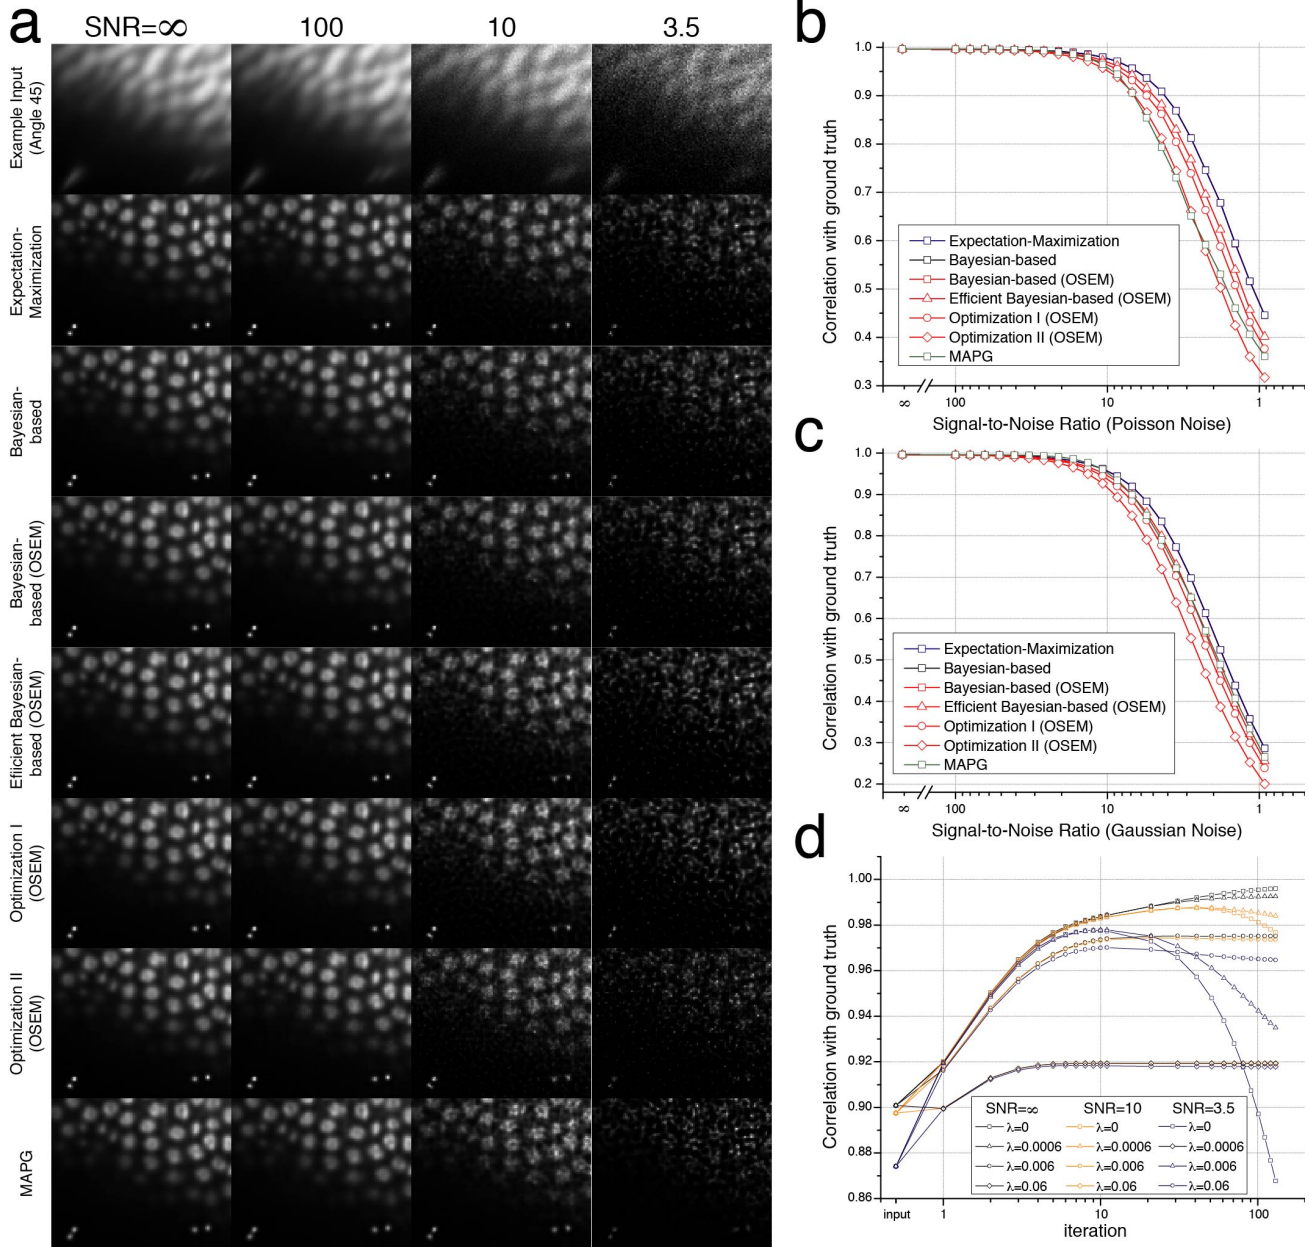 a
SNR=∞ 100 10 3.5
Example Input
(Angle 45)
Expectation-
Maximization
Bayesian-
based
Bayesian-
based (OSEM)
Efiicient Bayesian-
based (OSEM)
Optimization I
(OSEM)
Optimization II
(OSEM)
MAPG
b
Correlation with ground truth
1.0
0.9
0.8
0.7
0.6
0.5
0.4
0.3
Expectation-Maximization
Bayesian-based
Bayesian-based (OSEM)
Efficient Bayesian-based (OSEM)
Optimization I (OSEM)
Optimization II (OSEM)
MAPG
∞ 100 10 1
Signal-to-Noise Ratio (Poisson Noise)
c
Correlation with ground truth
1.0
0.9
0.8
0.7
0.6
0.5
0.4
0.3
0.2
Expectation-Maximization
Bayesian-based
Bayesian-based (OSEM)
Efficient Bayesian-based (OSEM)
Optimization I (OSEM)
Optimization II (OSEM)
MAPG
∞ 100 10 1
Signal-to-Noise Ratio (Gaussian Noise)
d
Correlation with ground truth
1.00
0.98
0.96
0.94
0.92
0.90
0.88
0.86
SNR=∞ SNR=10 SNR=3.5
λ=0 λ=0 λ=0
λ=0.0006 λ=0.0006 λ=0.0006
λ=0.006 λ=0.006 λ=0.006
λ=0.06 λ=0.06 λ=0.06
input 1 10 100
iteration